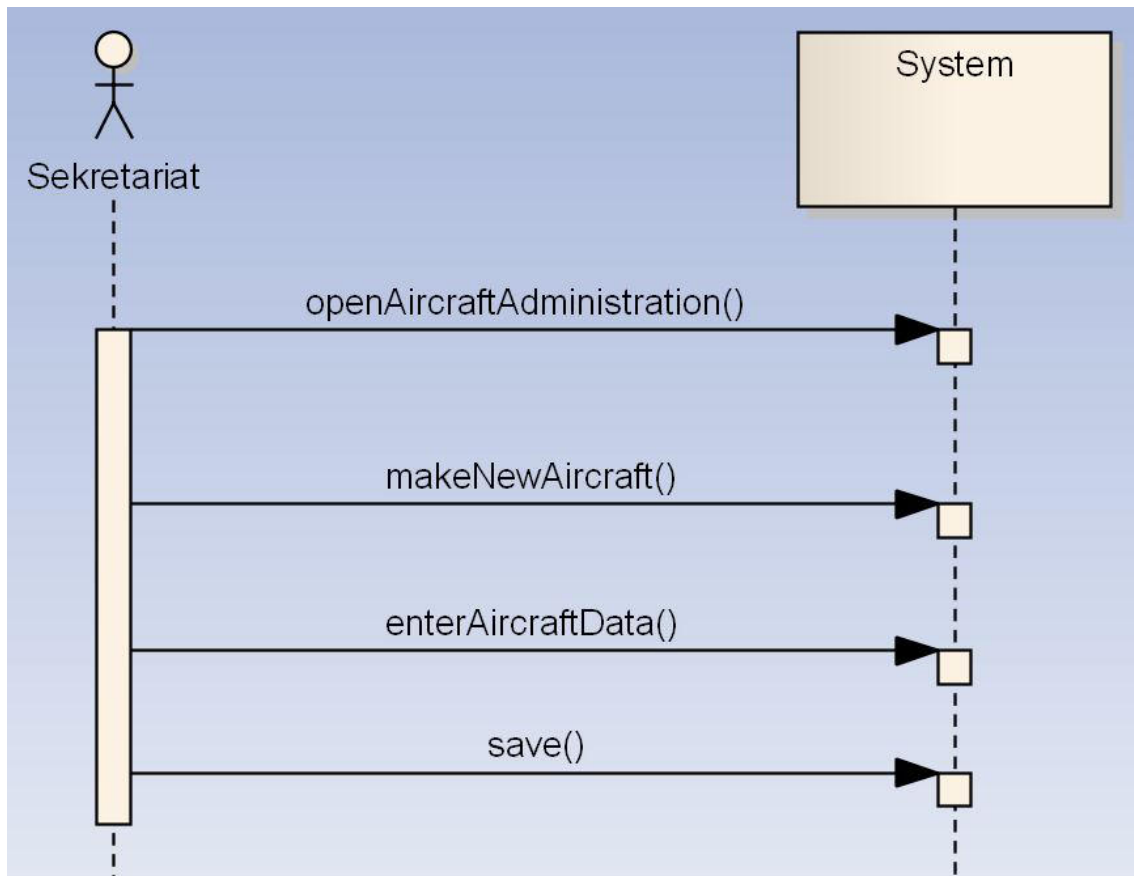 System
Sekretariat
openAircraftAdministration()
makeNewAircraft()
enterAircraftData()
save()